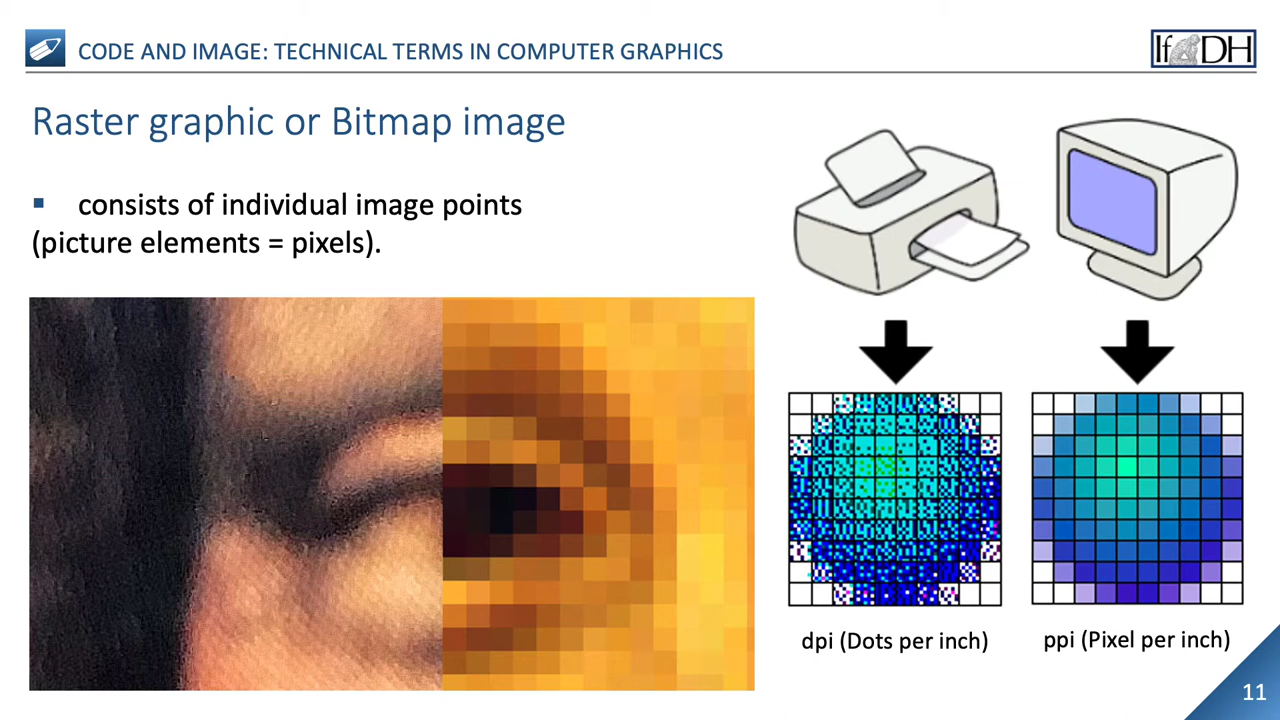 CODE AND IMAGE: TECHNICAL TERMS IN COMPUTER GRAPHICS
IfDH
Raster graphic or Bitmap image
▪ consists of individual image points
(picture elements = pixels).
dpi (Dots per inch)
ppi (Pixel per inch)
11